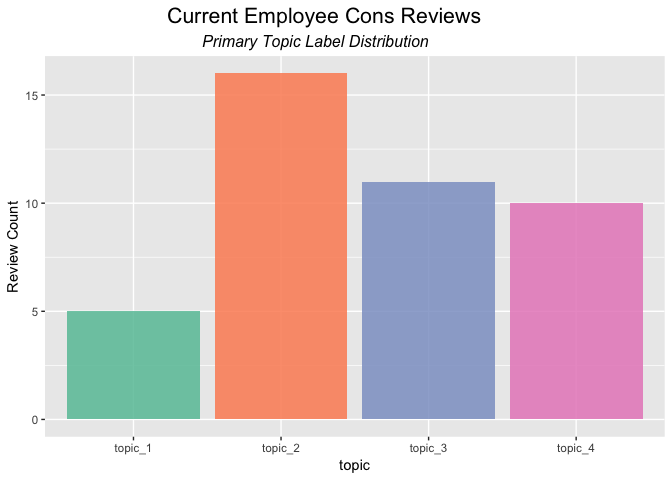 Current Employee Cons Reviews
Primary Topic Label Distribution
Review Count
15
10
5
0
topic_1 topic_2 topic_3 topic_4
topic